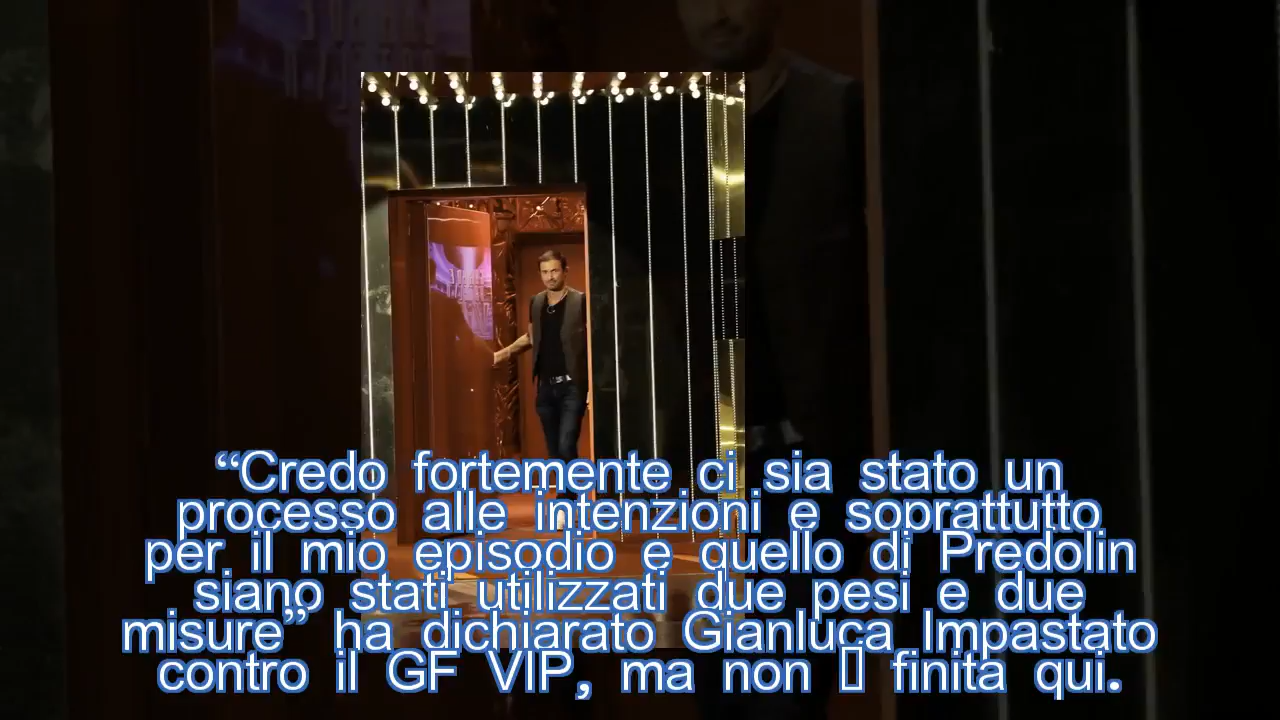 “Credo fortemente ci sia stato un
processo alle intenzioni e soprattutto
per il mio episodio e quello di Predolin
siano stati utilizzati due pesi e due
misure” ha dichiarato Gianluca Impastato
contro il GF VIP, ma non ▯ finita qui.